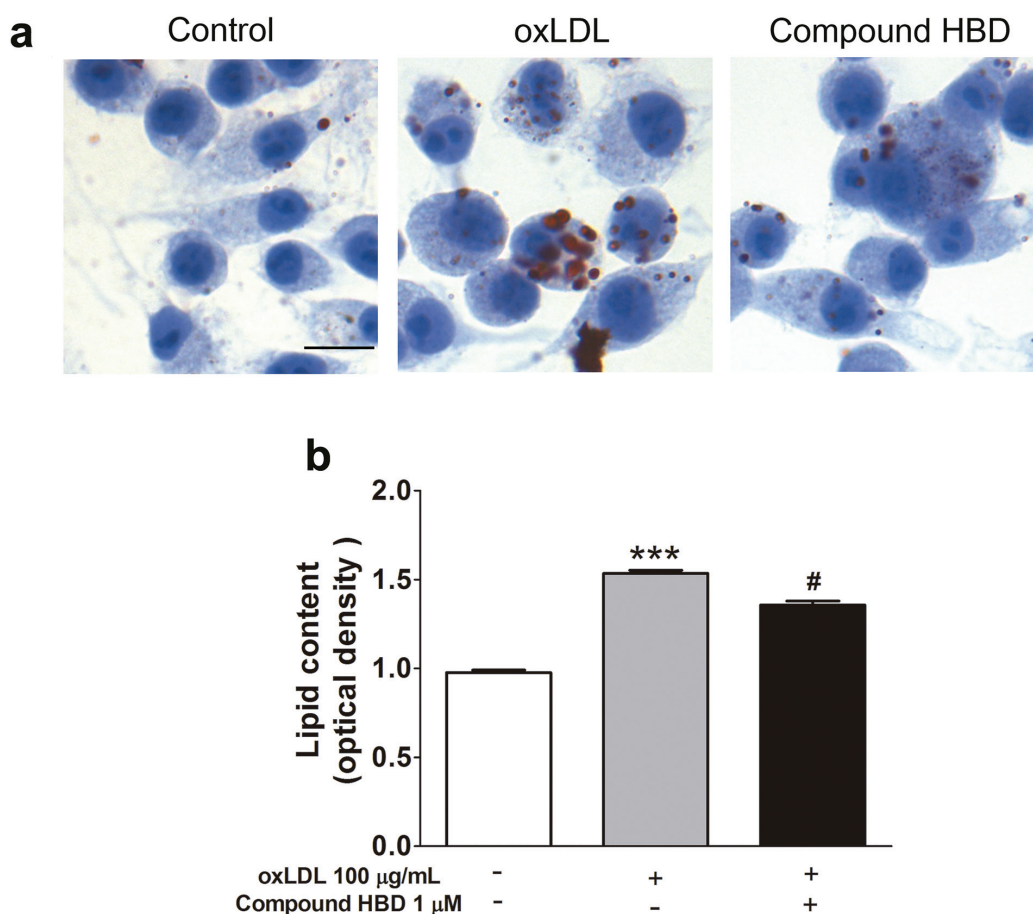 a
Control oxLDL Compound HBD
b
Lipid content
(optical density )
2.0
1.5
1.0
0.5
0.0
***
#
oxLDL 100 μg/mL - + +
Compound HBD 1 μM - - +